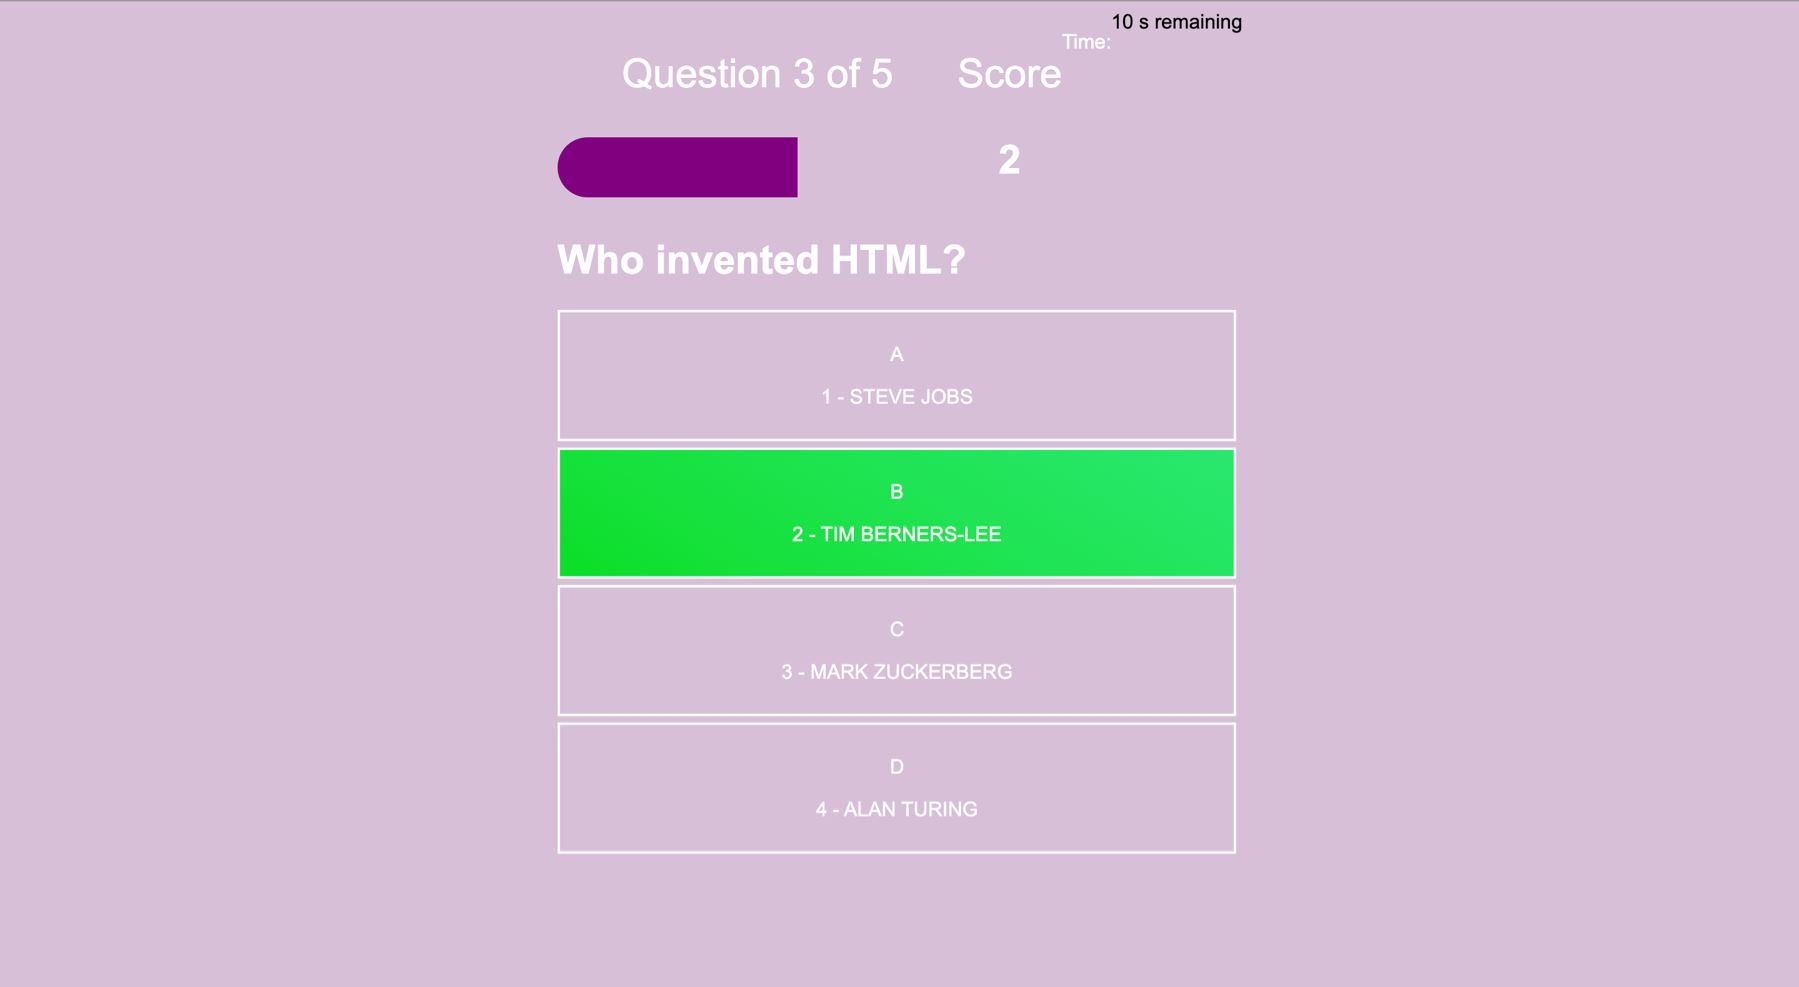 10 s remaining
Time:
Question 3 of 5
Score
2
Who invented HTML?
A
1 - STEVE JOBS
B
2 - TIM BERNERS-LEE
C
3 - MARK ZUCKERBERG
D
4 - ALAN TURING